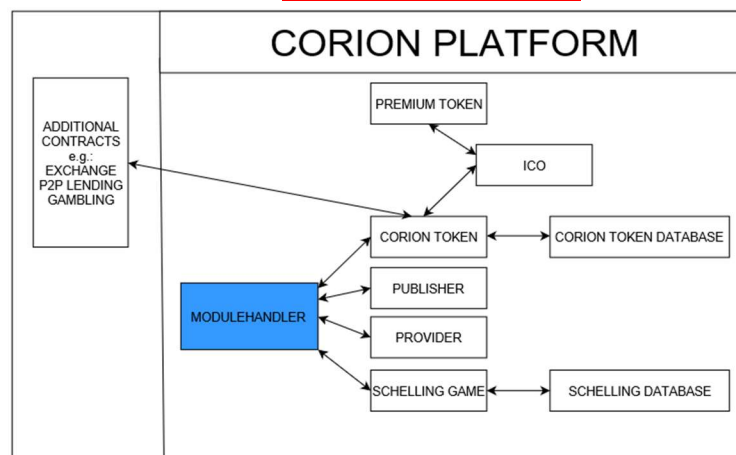 CORION PLATFORM
ADDITIONAL
CONTRACTS
e.g.:
EXCHANGE
P2P LENDING
GAMBLING
PREMIUM TOKEN
ICO
CORION TOKEN
CORION TOKEN DATABASE
PUBLISHER
MODULEHANDLER
PROVIDER
SCHELLING GAME
SCHELLING DATABASE